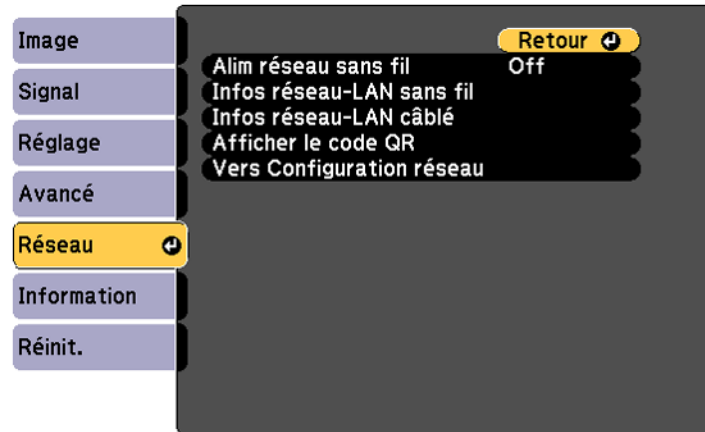 Image
Signal
Réglage
Avancé
Réseau
Information
Réinit.
Retour
Alim réseau sans fil Off
Infos réseau-LAN sans fil
Infos réseau-LAN câblé
Afficher le code QR
Vers Configuration réseau